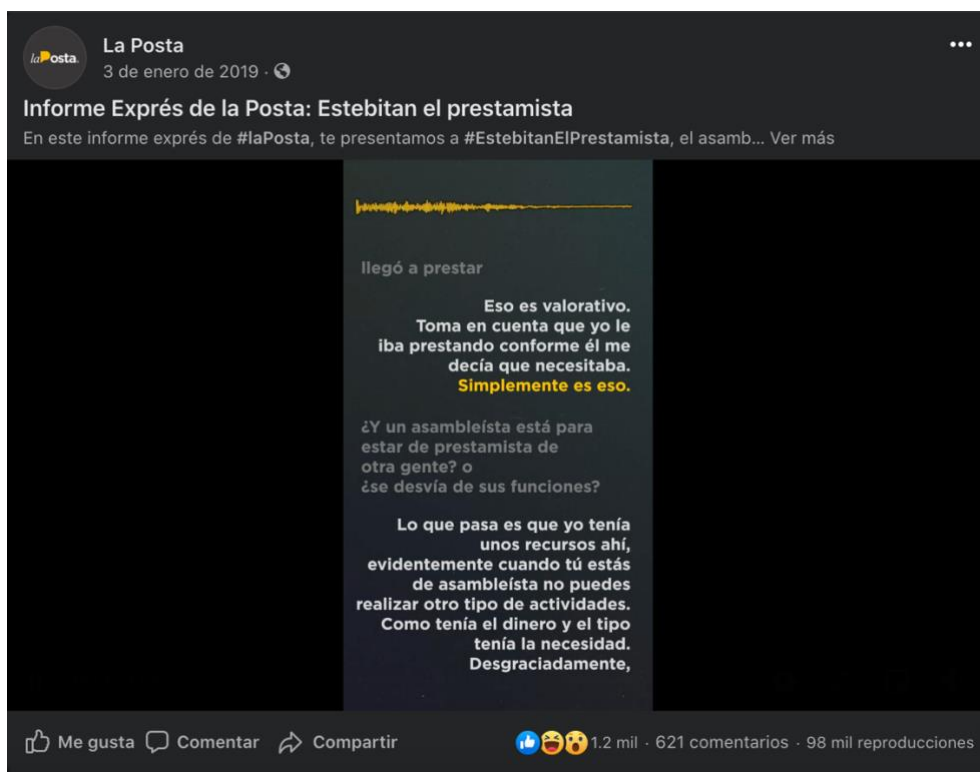 la Posta.
La Posta
3 de enero de 2019 ·
Informe Exprés de la Posta: Estebitan el prestamista
En este informe exprés de #laPosta, te presentamos a #EstebitanElPrestamista, el asamb... Ver más
llegó a prestar
Eso es valorativo.
Toma en cuenta que yo le
iba prestando conforme él me
decía que necesitaba.
Simplemente es eso.
¿Y un asambleísta está para
estar de prestamista de
otra gente? o
¿se desvía de sus funciones?
Lo que pasa es que yo tenía
unos recursos ahí,
evidentemente cuando tú estás
de asambleísta no puedes
realizar otro tipo de actividades.
Como tenía el dinero y el tipo
tenía la necesidad.
Desgraciadamente,
Me gusta Comentar Compartir 1.2 mil · 621 comentarios · 98 mil reproducciones